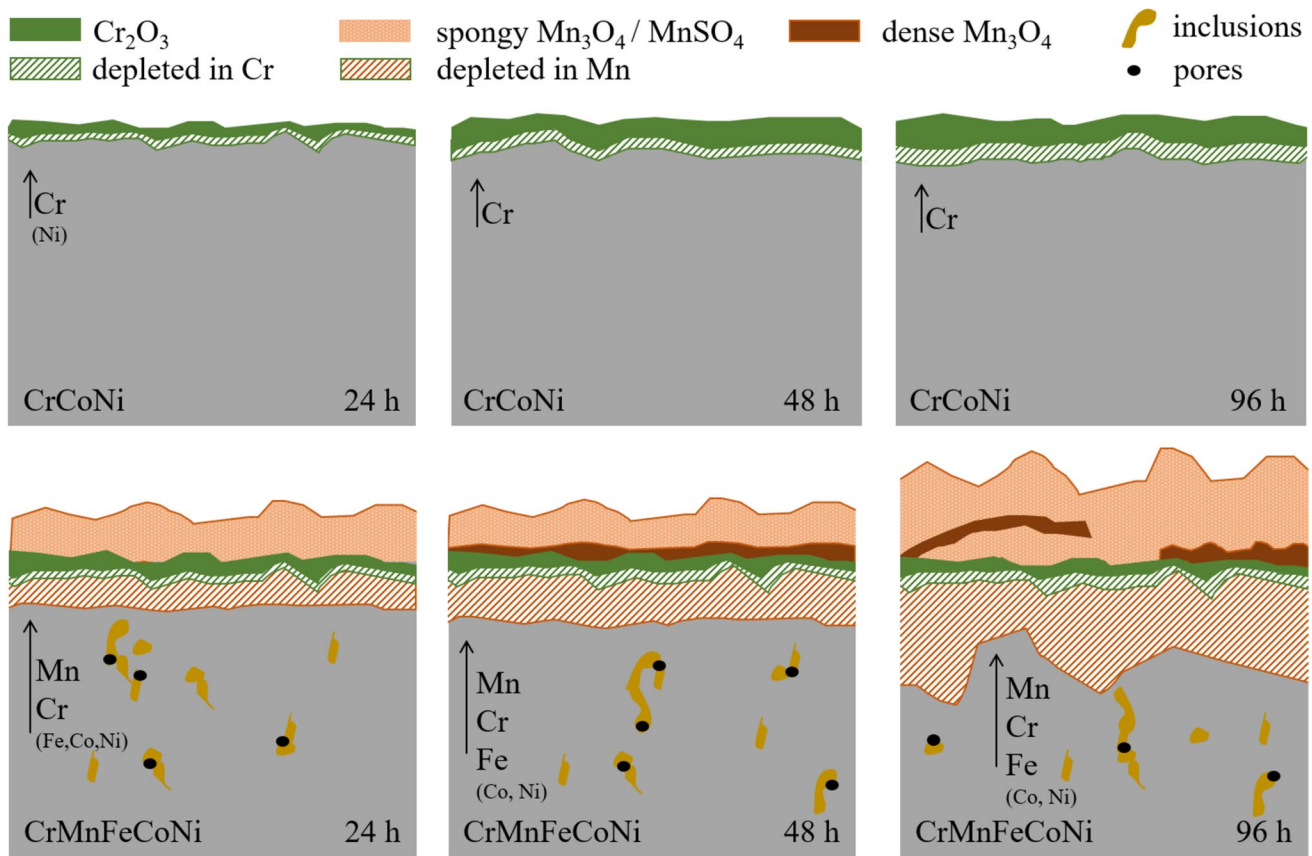 Cr₂O₃
spongy Mn₃O₄ / MnSO₄
dense Mn₃O₄
inclusions
depleted in Cr
depleted in Mn
pores
Cr
(Ni)
CrCoNi
24 h
Cr
CrCoNi
48 h
Cr
CrCoNi
96 h
Mn
Cr
(Fe,Co,Ni)
CrMnFeCoNi
24 h
Mn
Cr
Fe
(Co, Ni)
CrMnFeCoNi
48 h
Mn
Cr
Fe
(Co, Ni)
CrMnFeCoNi
96 h